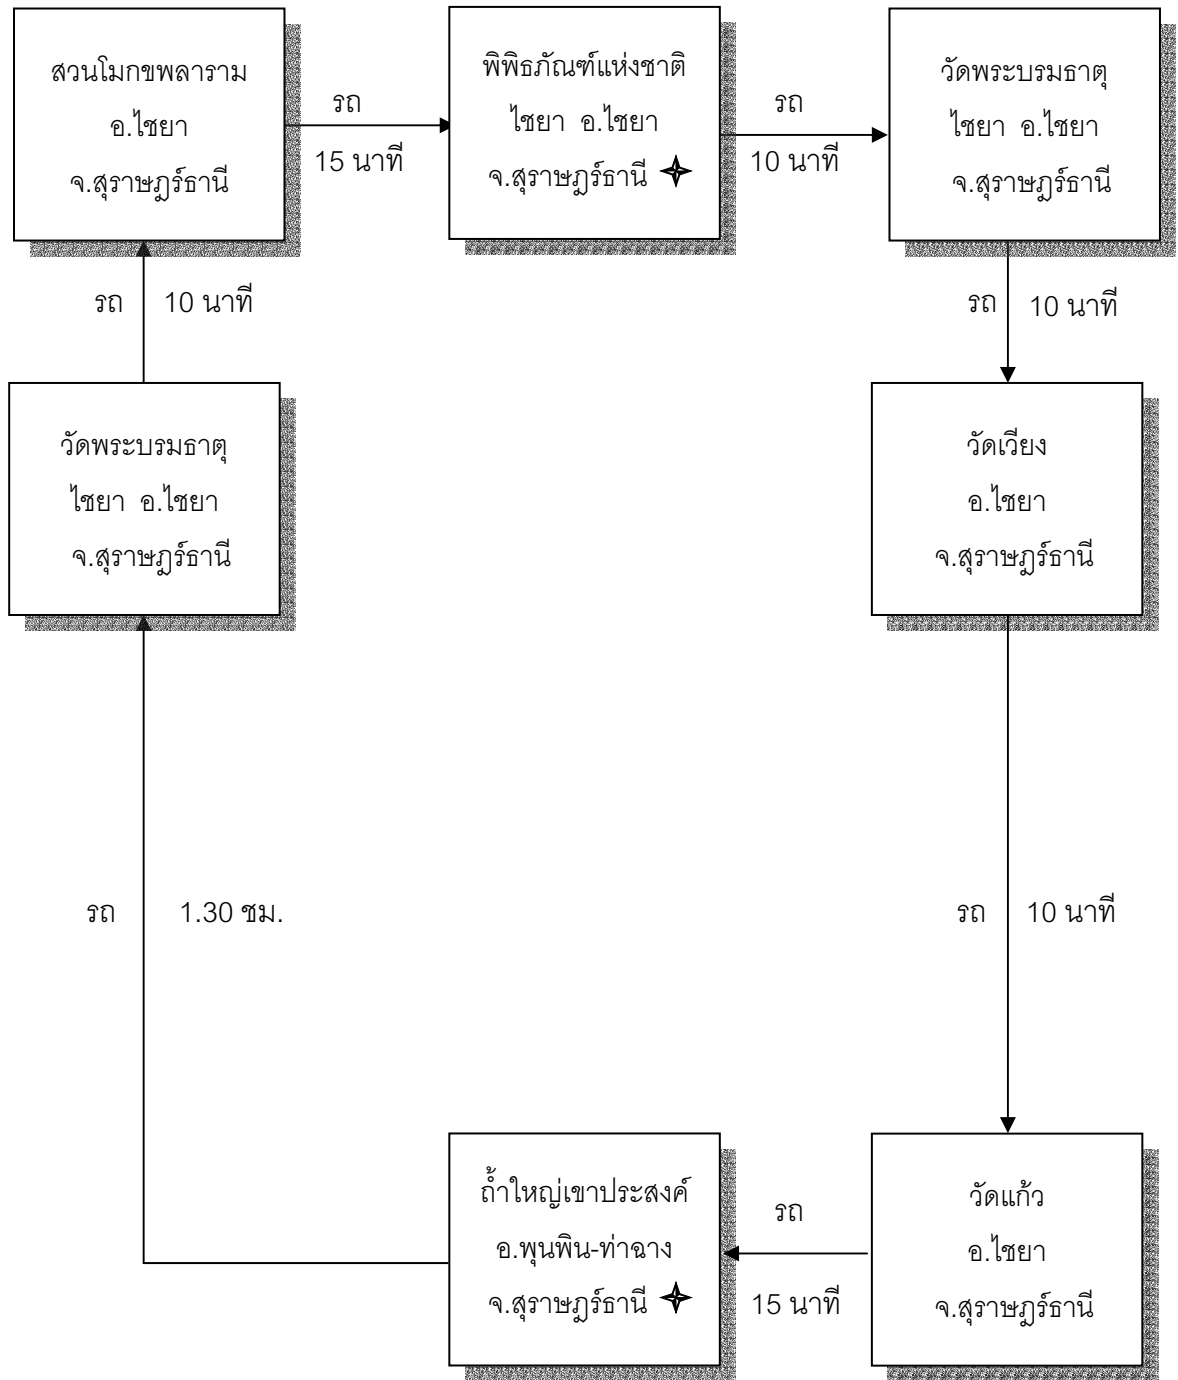 สวนโมกขพลาราม
อ.ไชยา
จ.สุราษฎร์ธานี
รถ
15 นาที
พิพิธภัณฑ์แห่งชาติ
ไชยา อ.ไชยา
จ.สุราษฎร์ธานี
รถ
10 นาที
วัดพระบรมธาตุ
ไชยา อ.ไชยา
จ.สุราษฎร์ธานี
รถ 10 นาที
รถ 10 นาที
วัดพระบรมธาตุ
ไชยา อ.ไชยา
จ.สุราษฎร์ธานี
วัดเวียง
อ.ไชยา
จ.สุราษฎร์ธานี
รถ 1.30 ชม.
รถ 10 นาที
ถ้ำใหญ่เขาประสงค์
อ.พุนพิน-ท่าฉาง
จ.สุราษฎร์ธานี
รถ
15 นาที
วัดแก้ว
อ.ไชยา
จ.สุราษฎร์ธานี